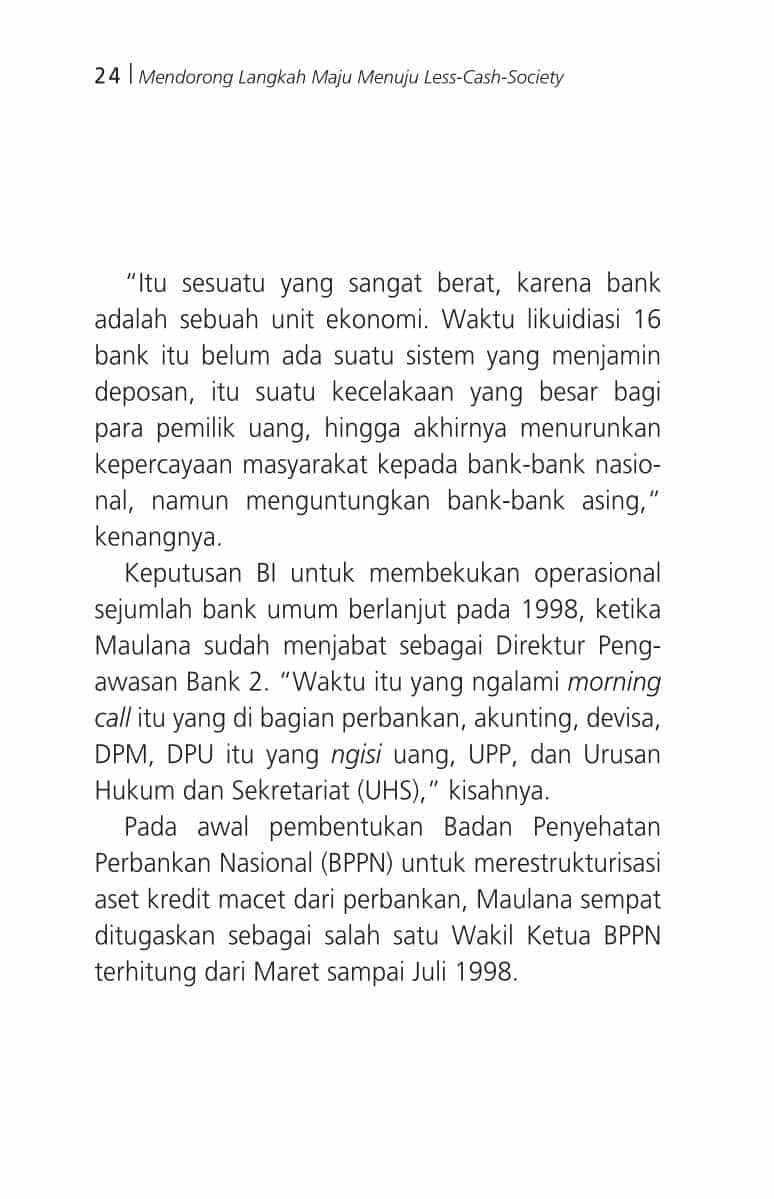 24 | Mendorong Langkah Maju Menuju Less-Cash-Society
“Itu sesuatu yang sangat berat, karena bank
adalah sebuah unit ekonomi. Waktu likuidiasi 16
bank itu belum ada suatu sistem yang menjamin
deposan, itu suatu kecelakaan yang besar bagi
para pemilik uang, hingga akhirnya menurunkan
kepercayaan masyarakat kepada bank-bank nasio-
nal, namun menguntungkan bank-bank asing,”
kenangnya.
Keputusan BI untuk membekukan operasional
sejumlah bank umum berlanjut pada 1998, ketika
Maulana sudah menjabat sebagai Direktur Peng-
awasan Bank 2. “Waktu itu yang ngalami morning
call itu yang di bagian perbankan, akunting, devisa,
DPM, DPU itu yang ngisi uang, UPP, dan Urusan
Hukum dan Sekretariat (UHS),” kisahnya.
Pada awal pembentukan Badan Penyehatan
Perbankan Nasional (BPPN) untuk merestrukturisasi
aset kredit macet dari perbankan, Maulana sempat
ditugaskan sebagai salah satu Wakil Ketua BPPN
terhitung dari Maret sampai Juli 1998.